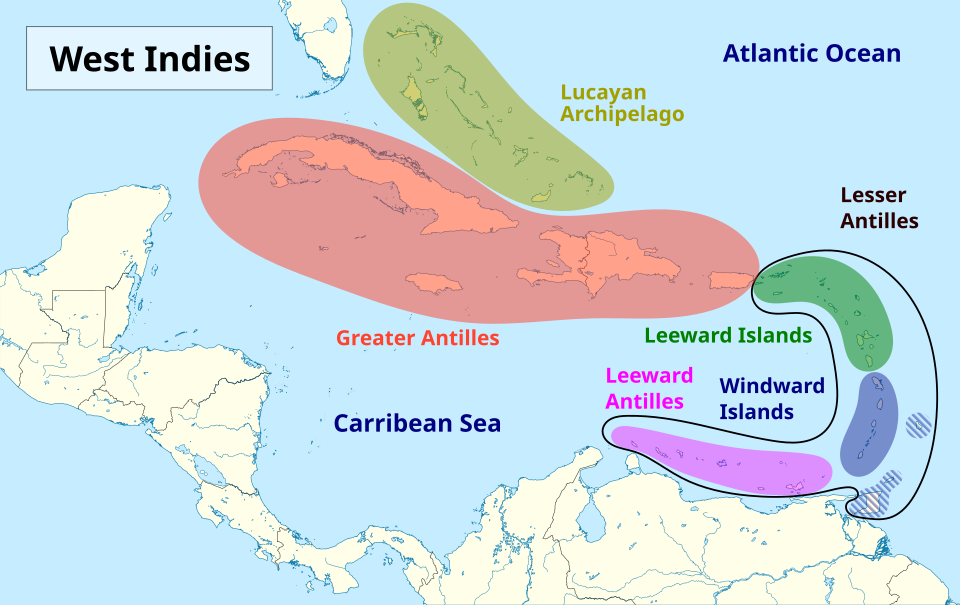 West Indies
Atlantic Ocean
Lucayan
Archipelago
Lesser
Antilles
Greater Antilles
Leeward Islands
Leeward
Antilles
Windward
Islands
Carribean Sea